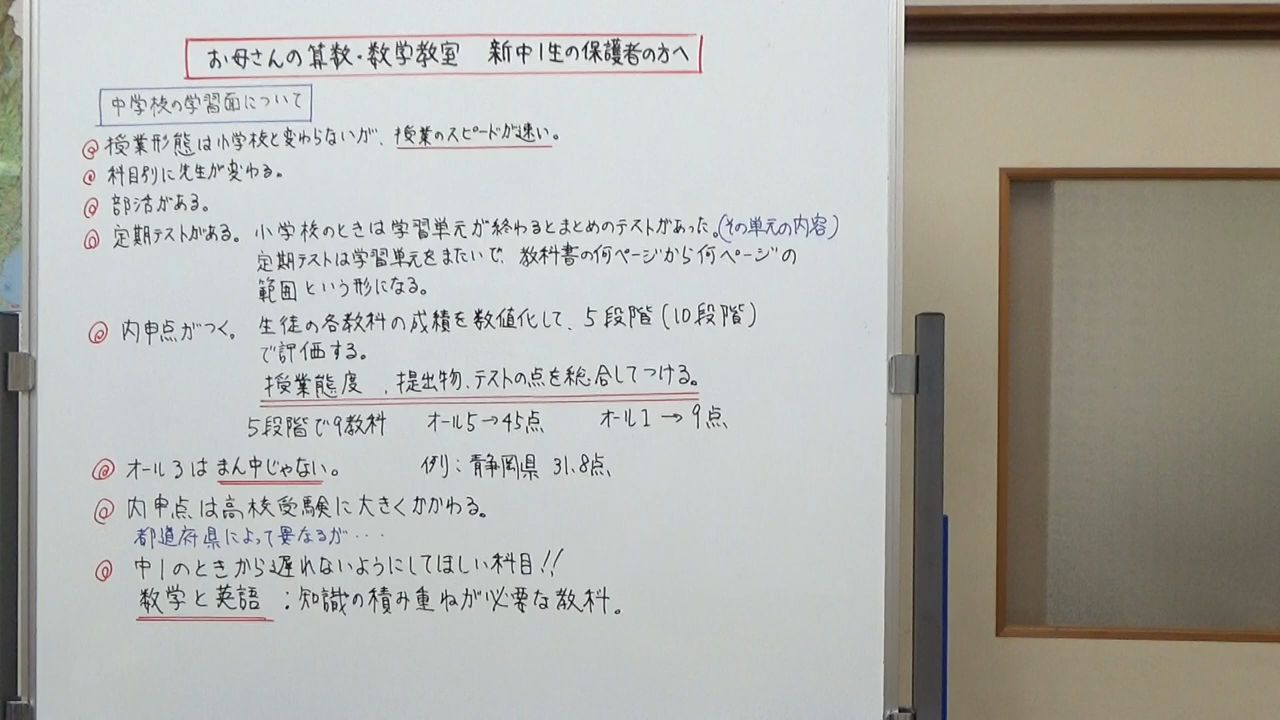 お母さんの算数・数学教室　新中1生の保護者の方へ
中学校の学習面について
◎ 授業形態は小学校と変わらないが、授業のスピードが速い。
◎ 科目別に先生が変わる。
◎ 部活がある。
◎ 定期テストがある。小学校のときは学習単元が終わるとまとめのテストがあった。(その単元の内容)
定期テストは学習単元をまたいで、教科書の何ページから何ページの
範囲という形になる。
◎ 内申点がつく。生徒の各教科の成績を数値化して、5段階(10段階)
で評価する。
授業態度、提出物、テストの点を総合してつける。
5段階で9教科　オール5→45点　オール1→9点
◎ オール3はまん中じゃない。　例：静岡県 31.8点
◎ 内申点は高校受験に大きくかかわる。
都道府県によって異なるが・・・
◎ 中1のときから遅れないようにしてほしい科目!!
数学と英語：知識の積み重ねが必要な教科。